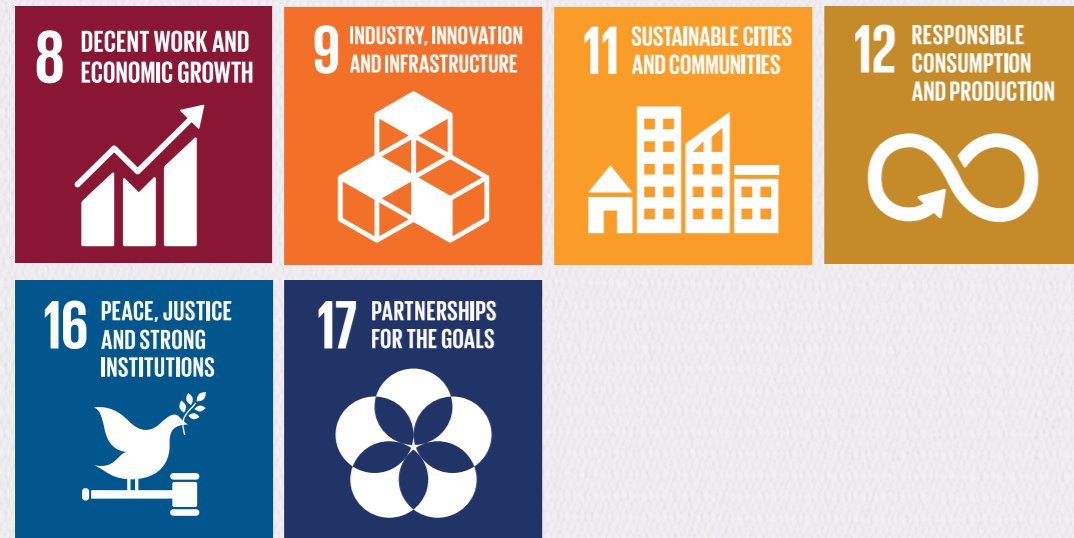 8 DECENT WORK AND
ECONOMIC GROWTH
9 INDUSTRY, INNOVATION
AND INFRASTRUCTURE
11 SUSTAINABLE CITIES
AND COMMUNITIES
12 RESPONSIBLE
CONSUMPTION
AND PRODUCTION
16 PEACE, JUSTICE
AND STRONG
INSTITUTIONS
17 PARTNERSHIPS
FOR THE GOALS